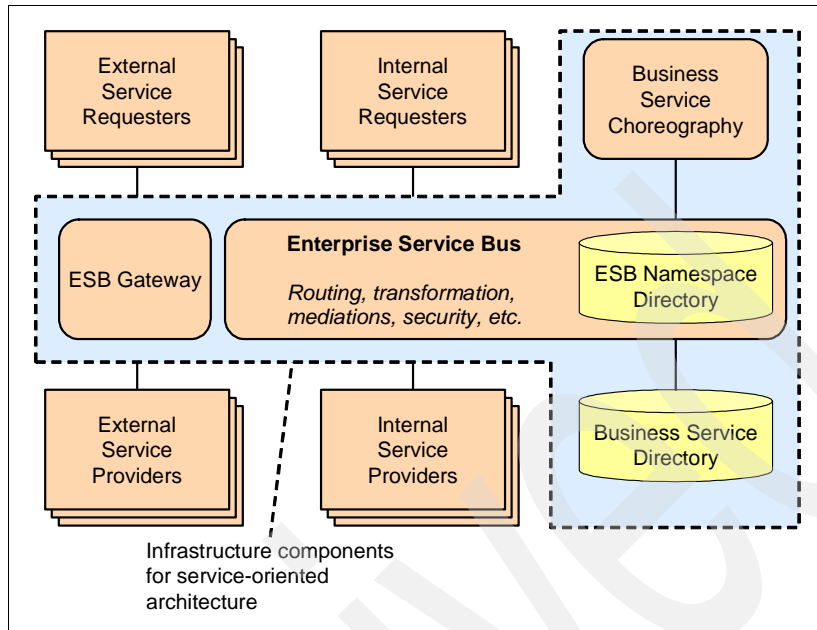 External
Service
Requesters
Internal
Service
Requesters
Business
Service
Choreography
ESB Gateway
Enterprise Service Bus
Routing, transformation,
mediations, security, etc.
ESB Namespace
Directory
External
Service
Providers
Internal
Service
Providers
Business Service
Directory
Infrastructure components
for service-oriented
architecture